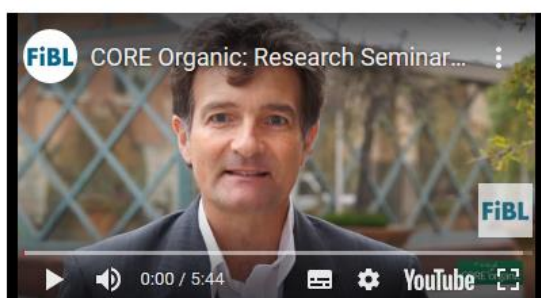 FiBL
CORE Organic: Research Seminar...
FiBL
0:00 / 5:44
YouTube